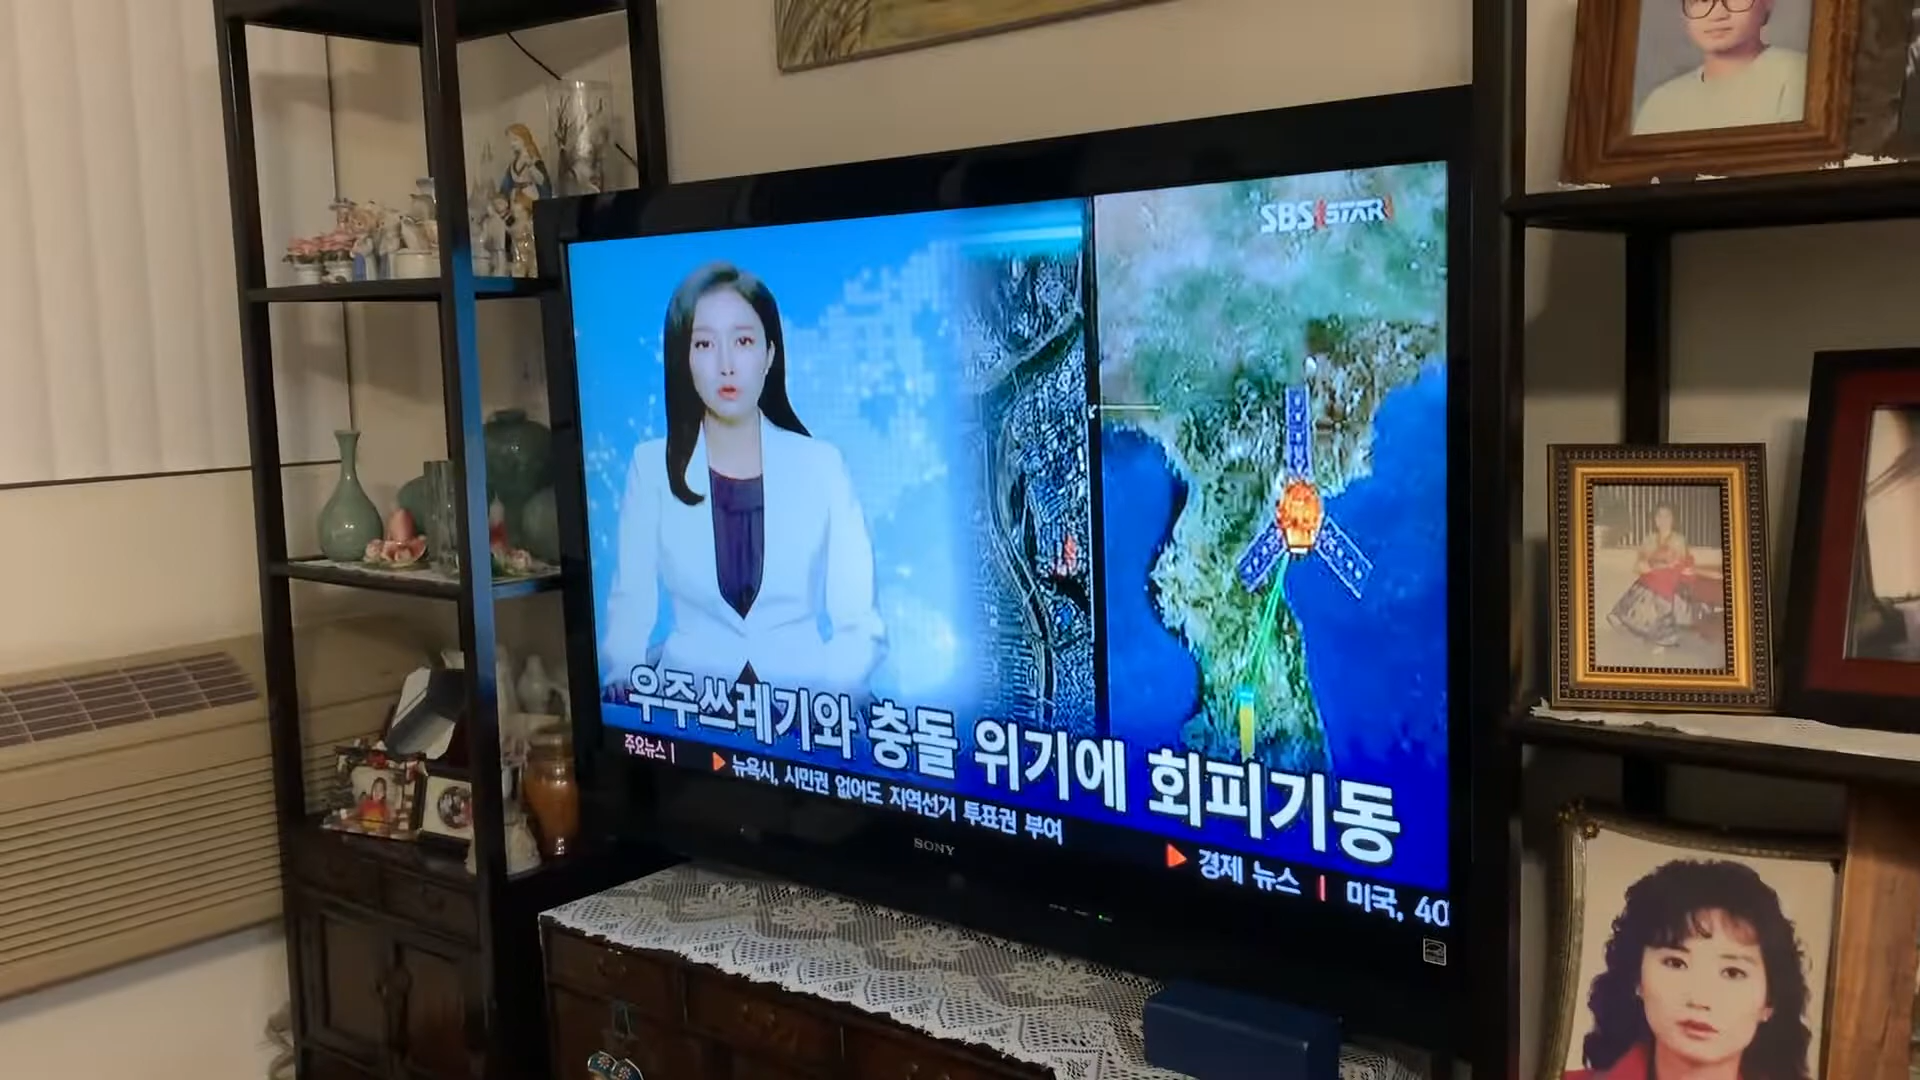 SBS STAR
우주쓰레기와 충돌 위기에 회피기동
주요뉴스 | ▶ 뉴욕시, 시민권 없어도 지역선거 투표권 부여 ▶ 경제 뉴스 | 미국, 40
SONY